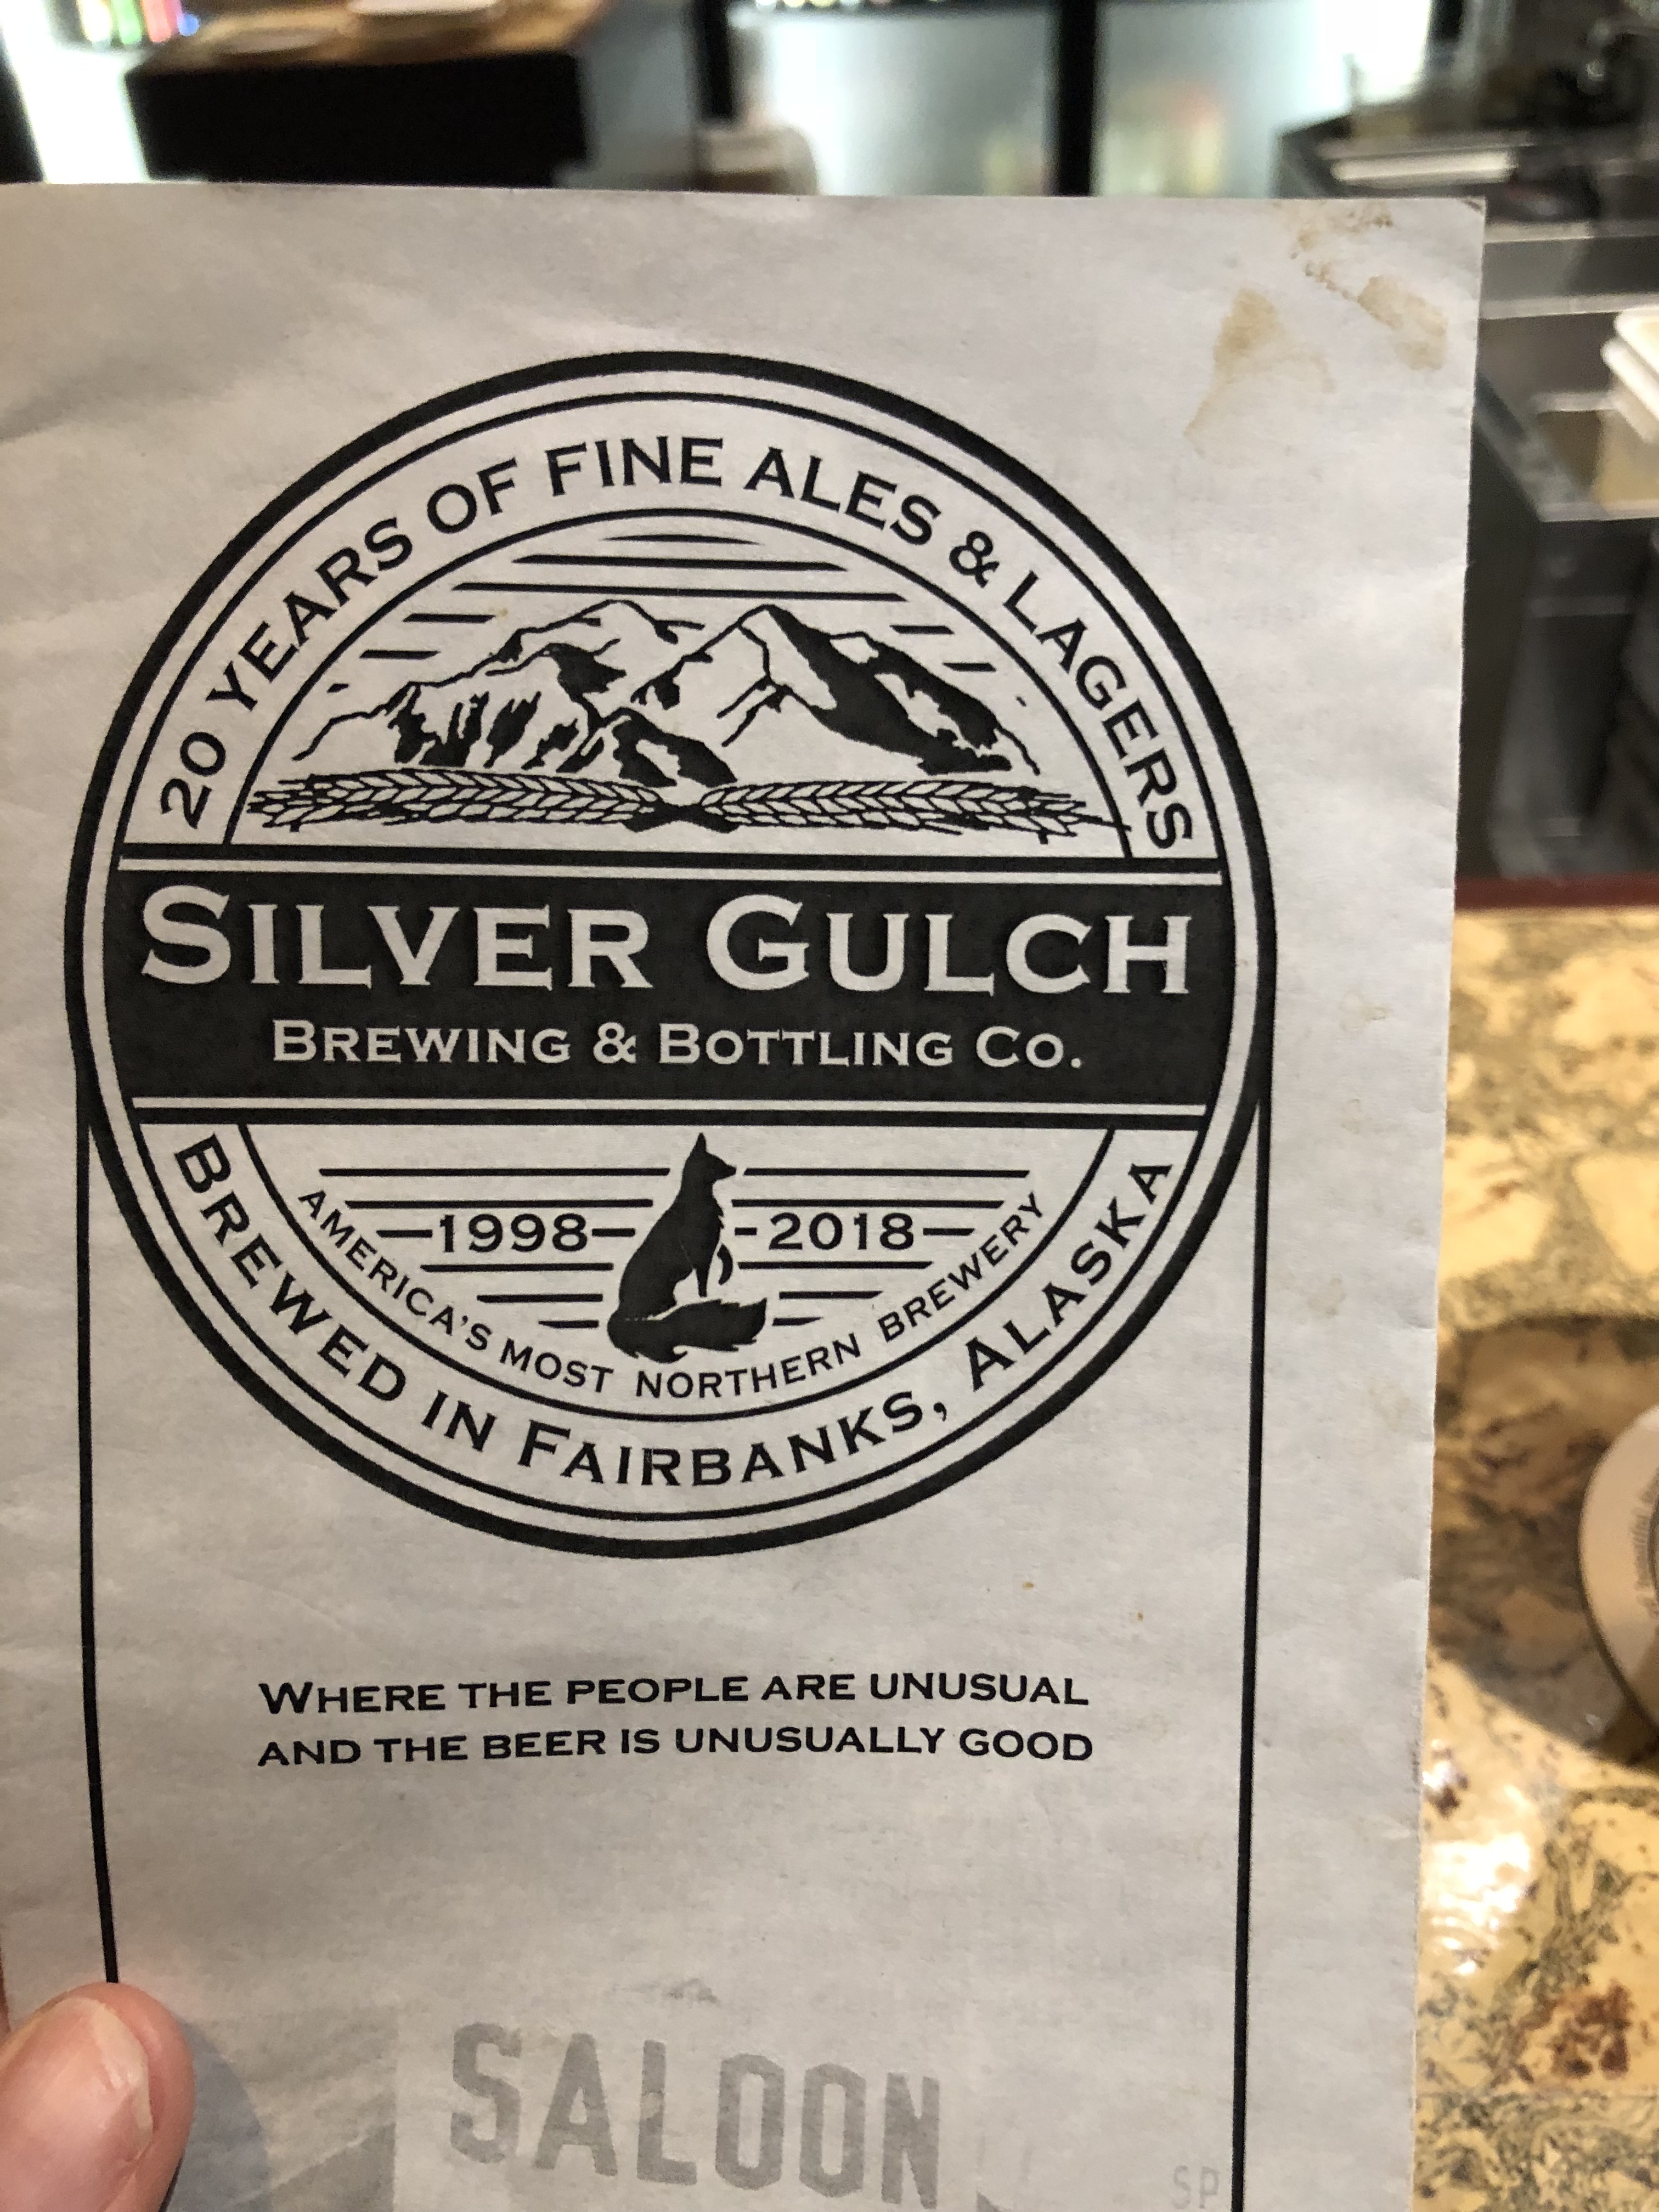 20 YEARS OF FINE ALES & LAGERS
SILVER GULCH
BREWING & BOTTLING CO.
1998 - 2018
AMERICA'S MOST NORTHERN BREWERY
BREWED IN FAIRBANKS, ALASKA
WHERE THE PEOPLE ARE UNUSUAL
AND THE BEER IS UNUSUALLY GOOD
SALOON
SP